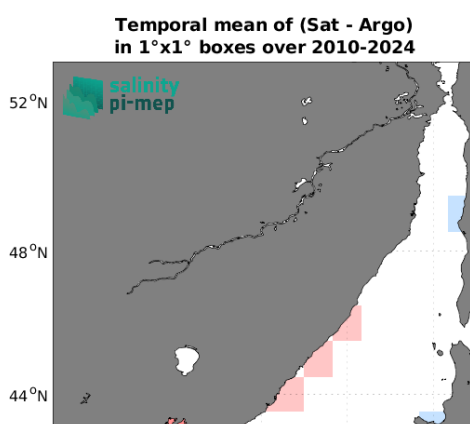 Temporal mean of (Sat - Argo)
in 1°x1° boxes over 2010-2024
salinity
pi-mep
52°N
48°N
44°N